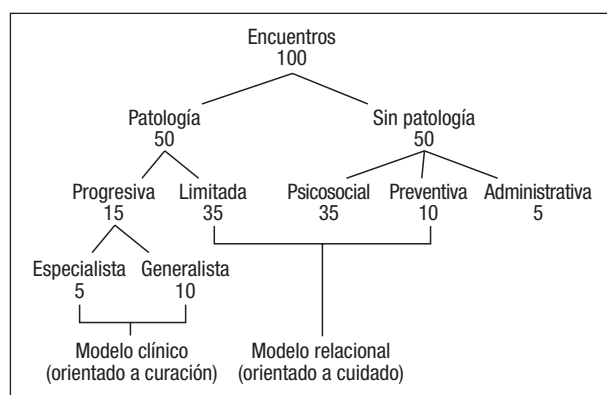 Encuentros
100
Patología
50
Sin patología
50
Progresiva
15
Limitada
35
Psicosocial
35
Preventiva
10
Administrativa
5
Especialista
5
Generalista
10
Modelo clínico
(orientado a curación)
Modelo relacional
(orientado a cuidado)